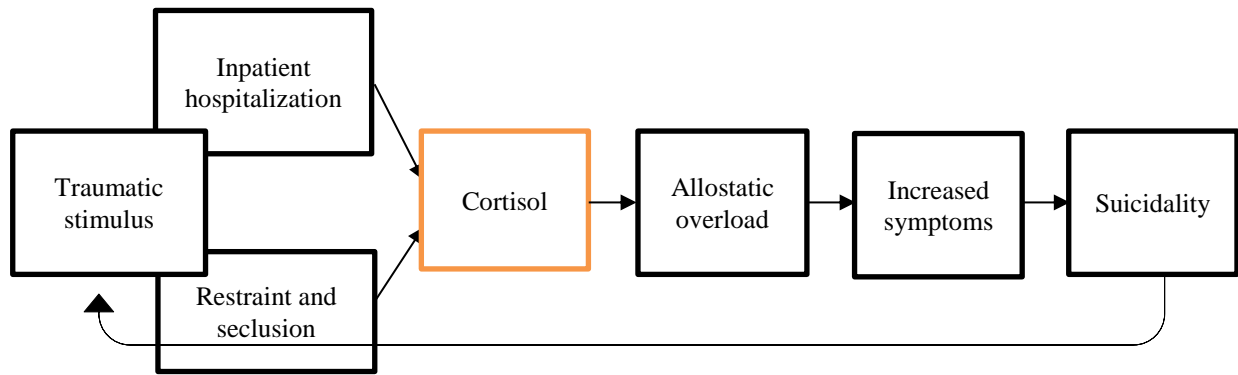 Inpatient
hospitalization
Traumatic
stimulus
Restraint and
seclusion
Cortisol
Allostatic
overload
Increased
symptoms
Suicidality